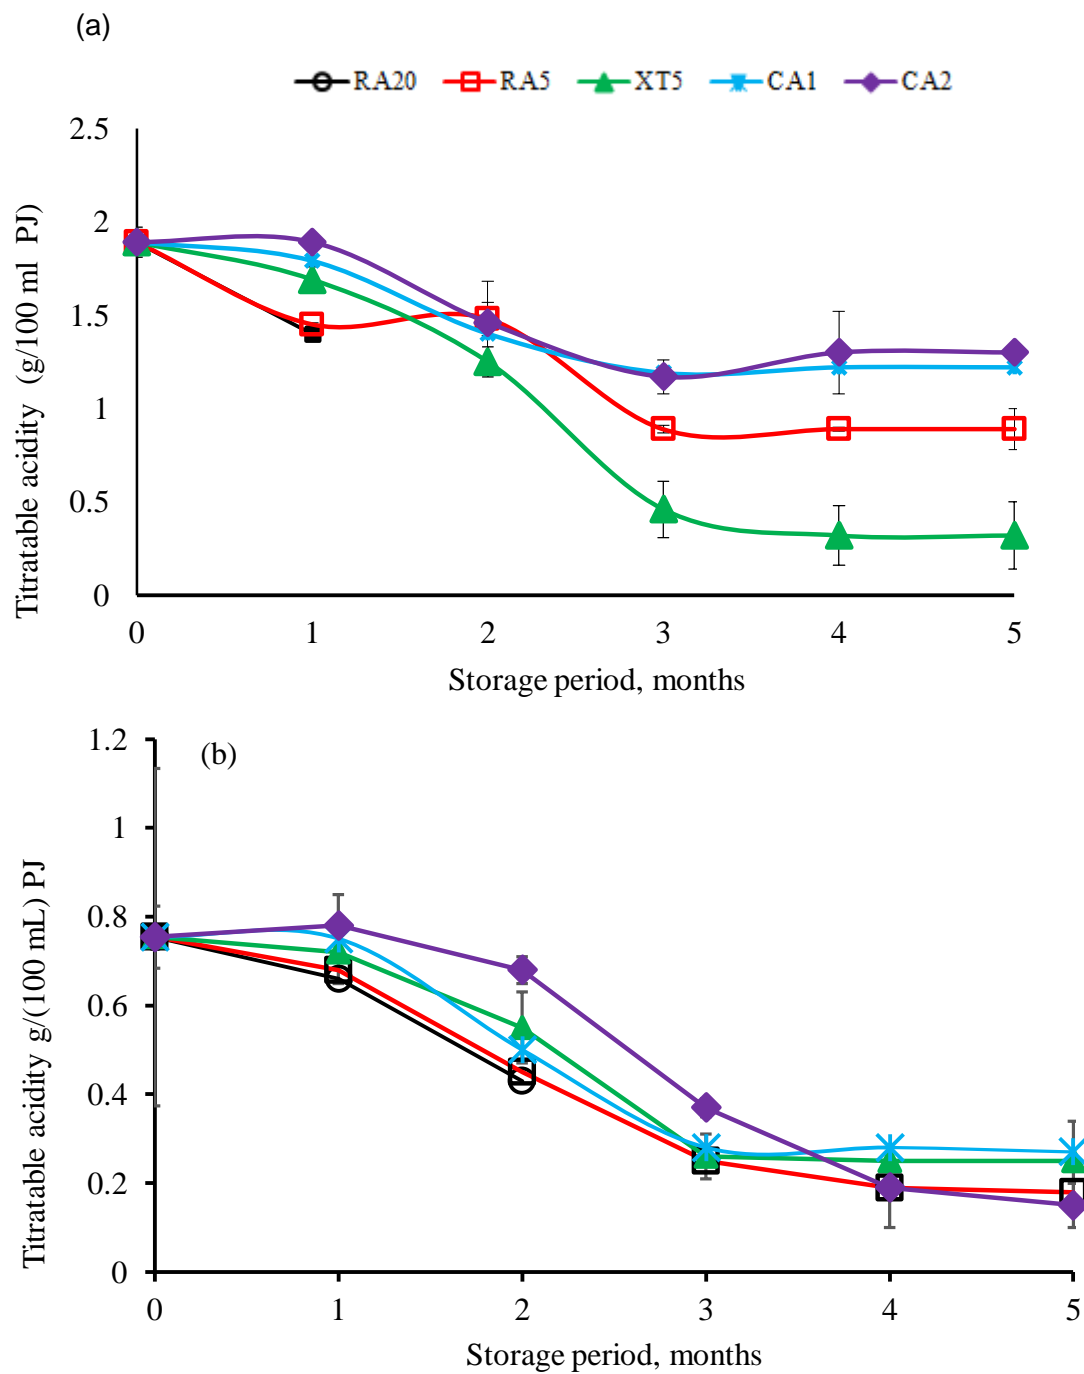 (a)
RA20 RA5 XT5 CA1 CA2
Titratable acidity (g/100 ml PJ)
2.5
2
1.5
1
0.5
0
0 1 2 3 4 5
Storage period, months
(b)
Titratable acidity g/(100 mL) PJ
1.2
1
0.8
0.6
0.4
0.2
0
0 1 2 3 4 5
Storage period, months